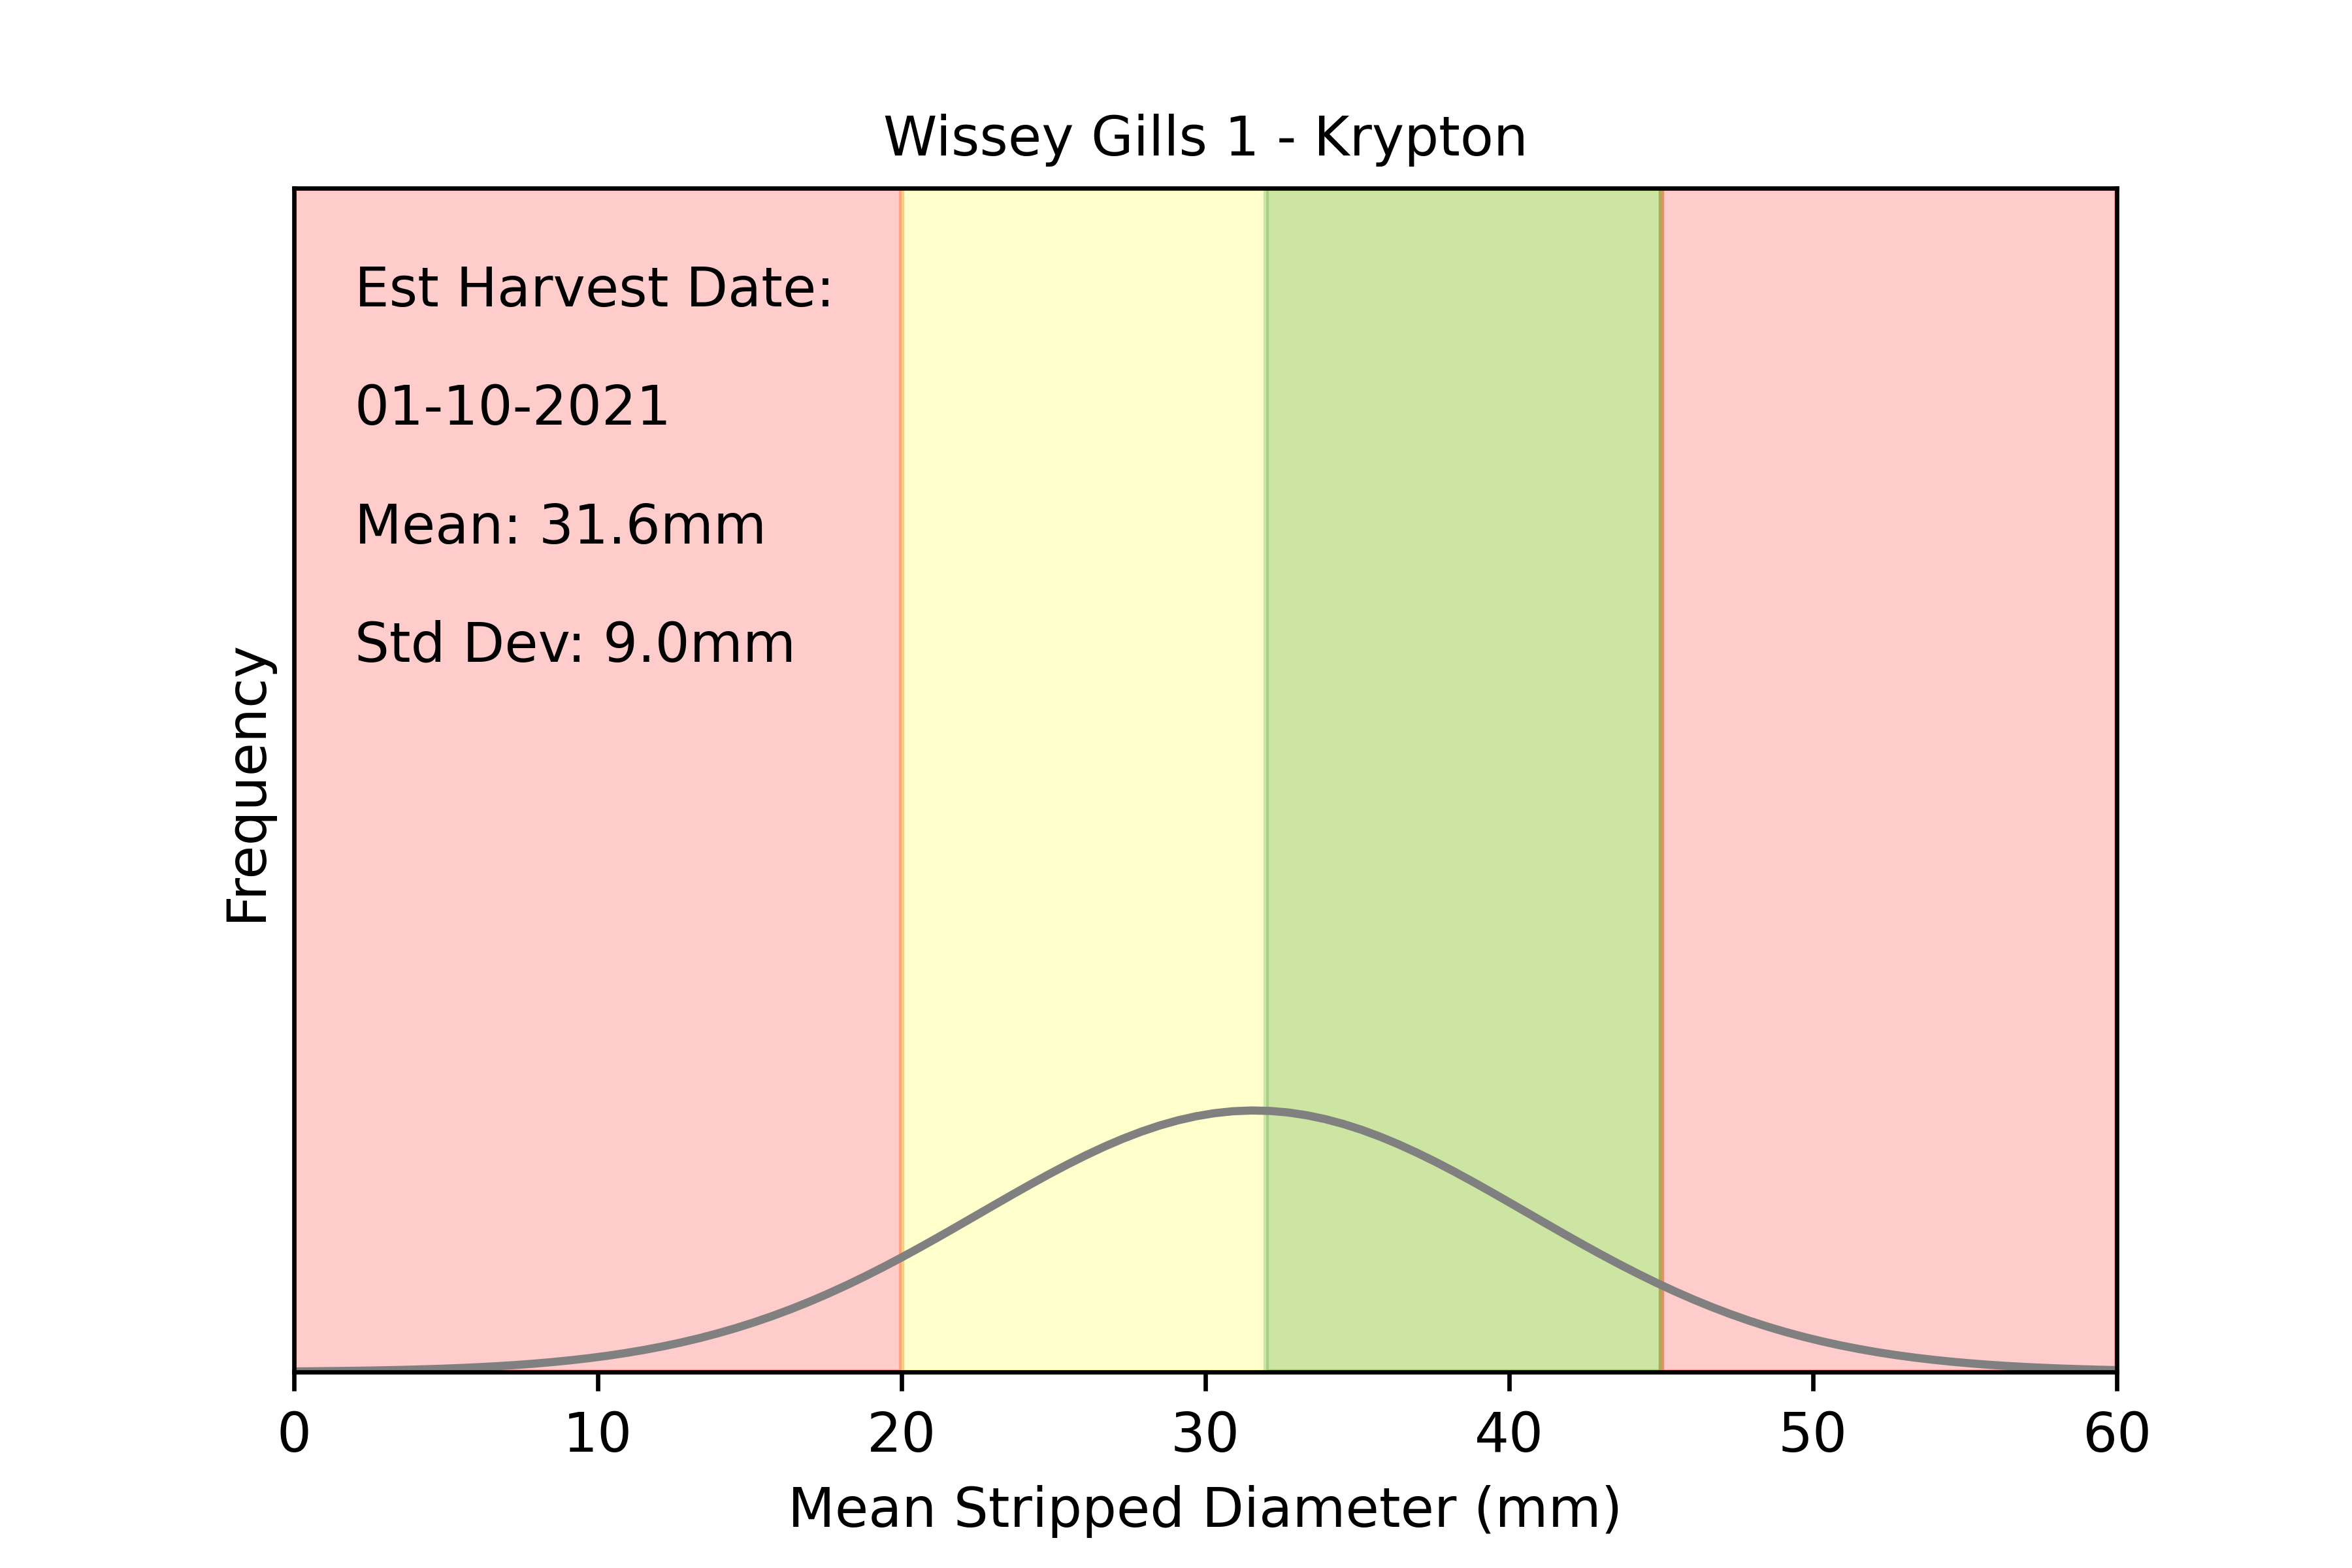 Wissey Gills 1 - Krypton
Est Harvest Date:
01-10-2021
Mean: 31.6mm
Std Dev: 9.0mm
Frequency
0 10 20 30 40 50 60
Mean Stripped Diameter (mm)